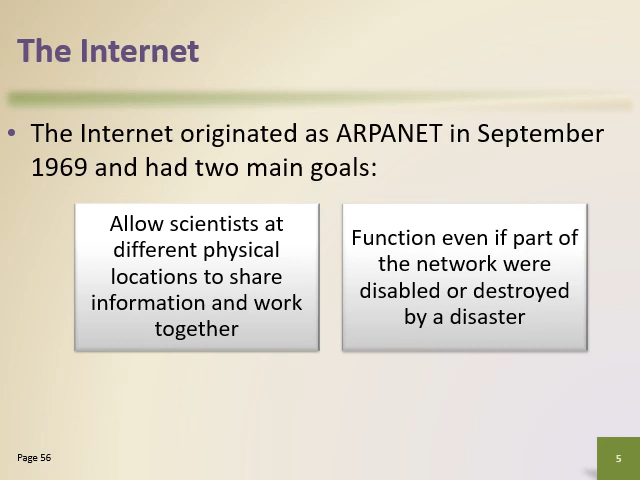 The Internet
• The Internet originated as ARPANET in September
1969 and had two main goals:
Allow scientists at
different physical
locations to share
information and work
together
Function even if part of
the network were
disabled or destroyed
by a disaster
Page 56
5